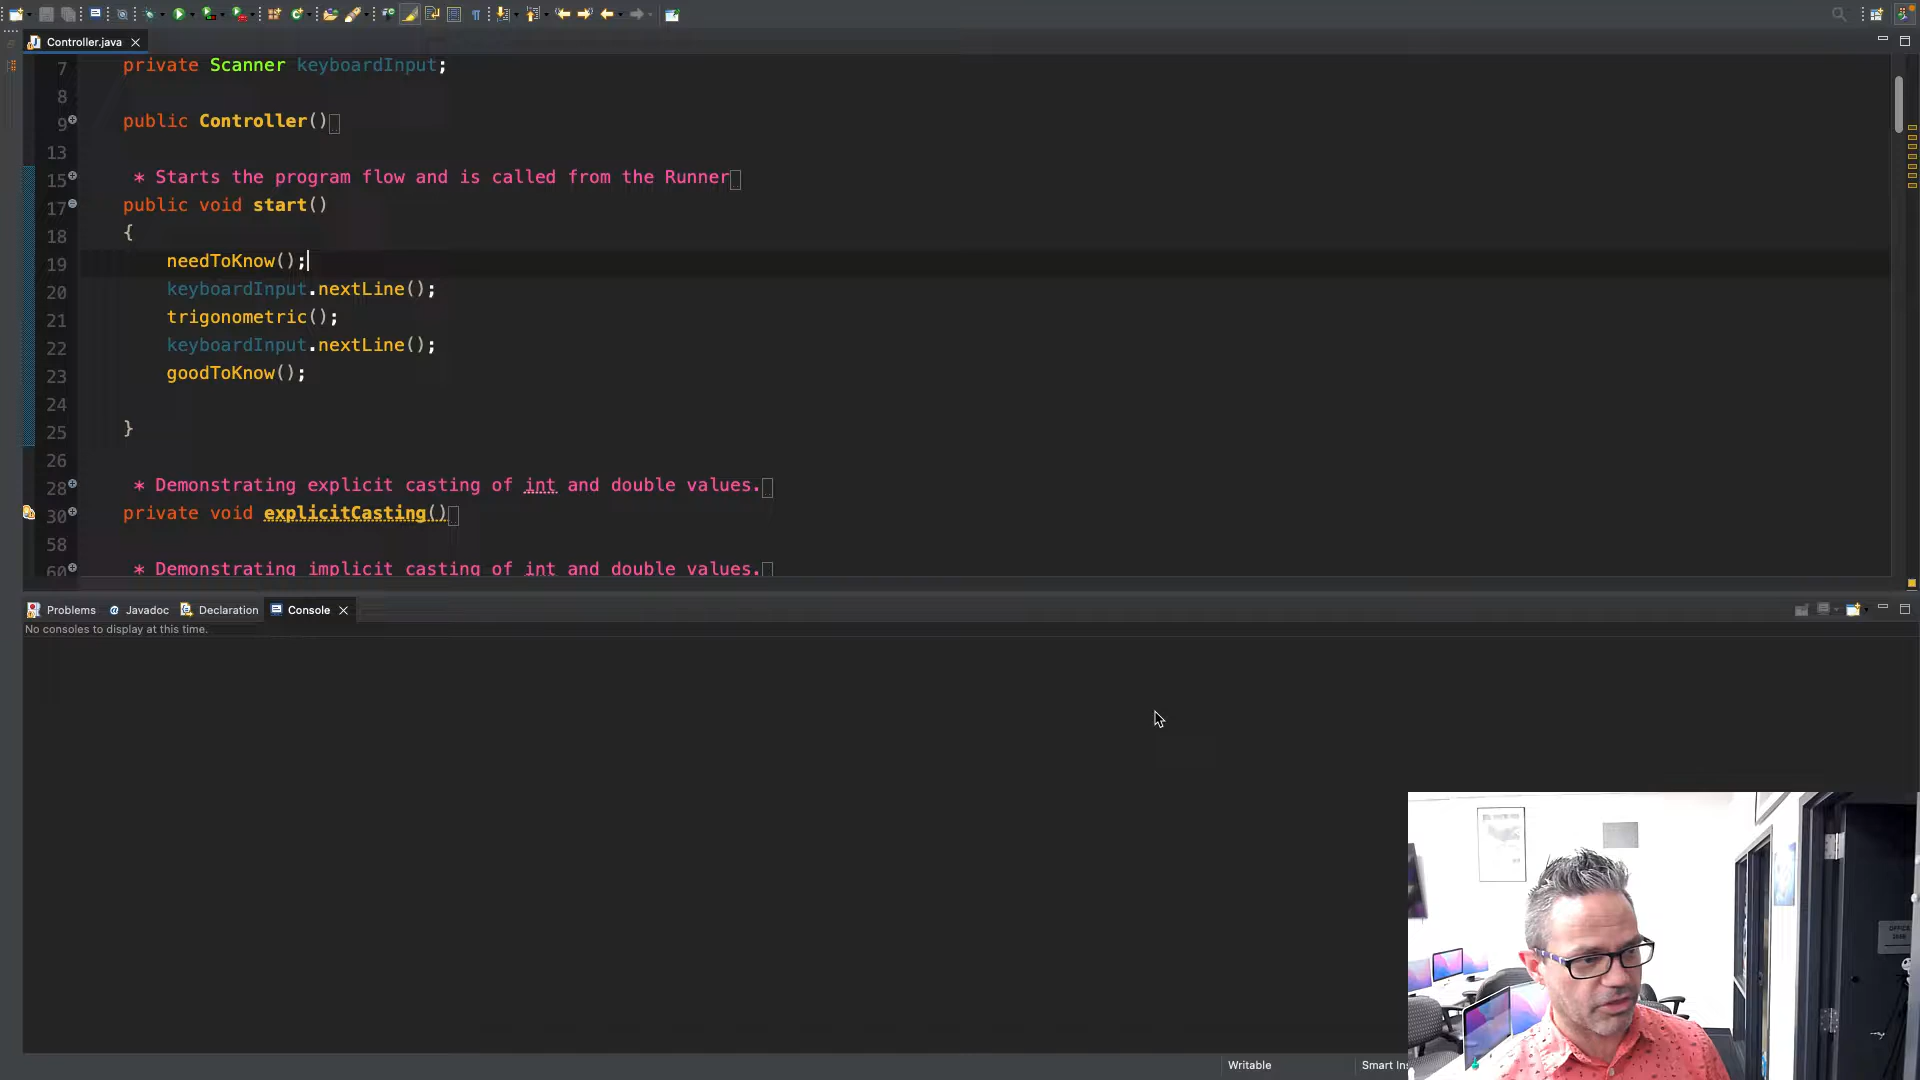 Controller.java
7 private Scanner keyboardInput;
8
9 public Controller()
13
15 * Starts the program flow and is called from the Runner
17 public void start()
18 {
19 needToKnow();
20 keyboardInput.nextLine();
21 trigonometric();
22 keyboardInput.nextLine();
23 goodToKnow();
24
25 }
26
28 * Demonstrating explicit casting of int and double values.
30 private void explicitCasting()
58
60 * Demonstrating implicit casting of int and double values.
Problems Javadoc Declaration Console
No consoles to display at this time.
OFFICE
Writable Smart Ins